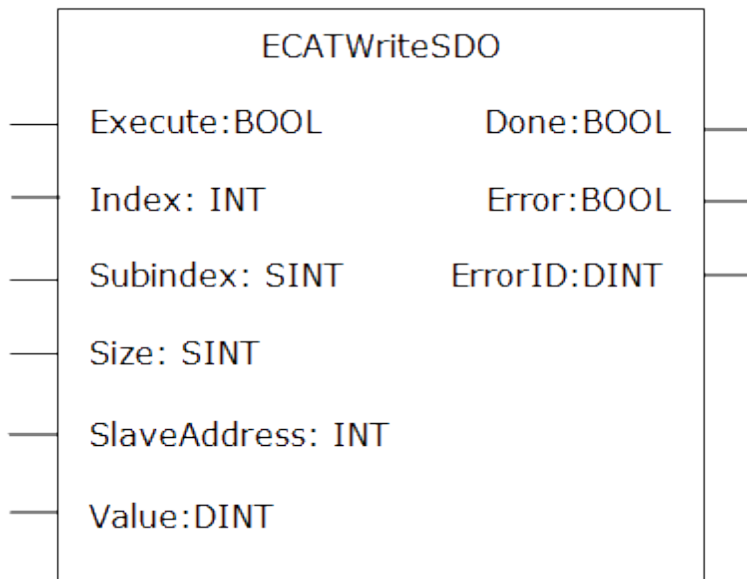 ECATWriteSDO
Execute:BOOL Done:BOOL
Index: INT Error:BOOL
Subindex: SINT ErrorID:DINT
Size: SINT
SlaveAddress: INT
Value:DINT